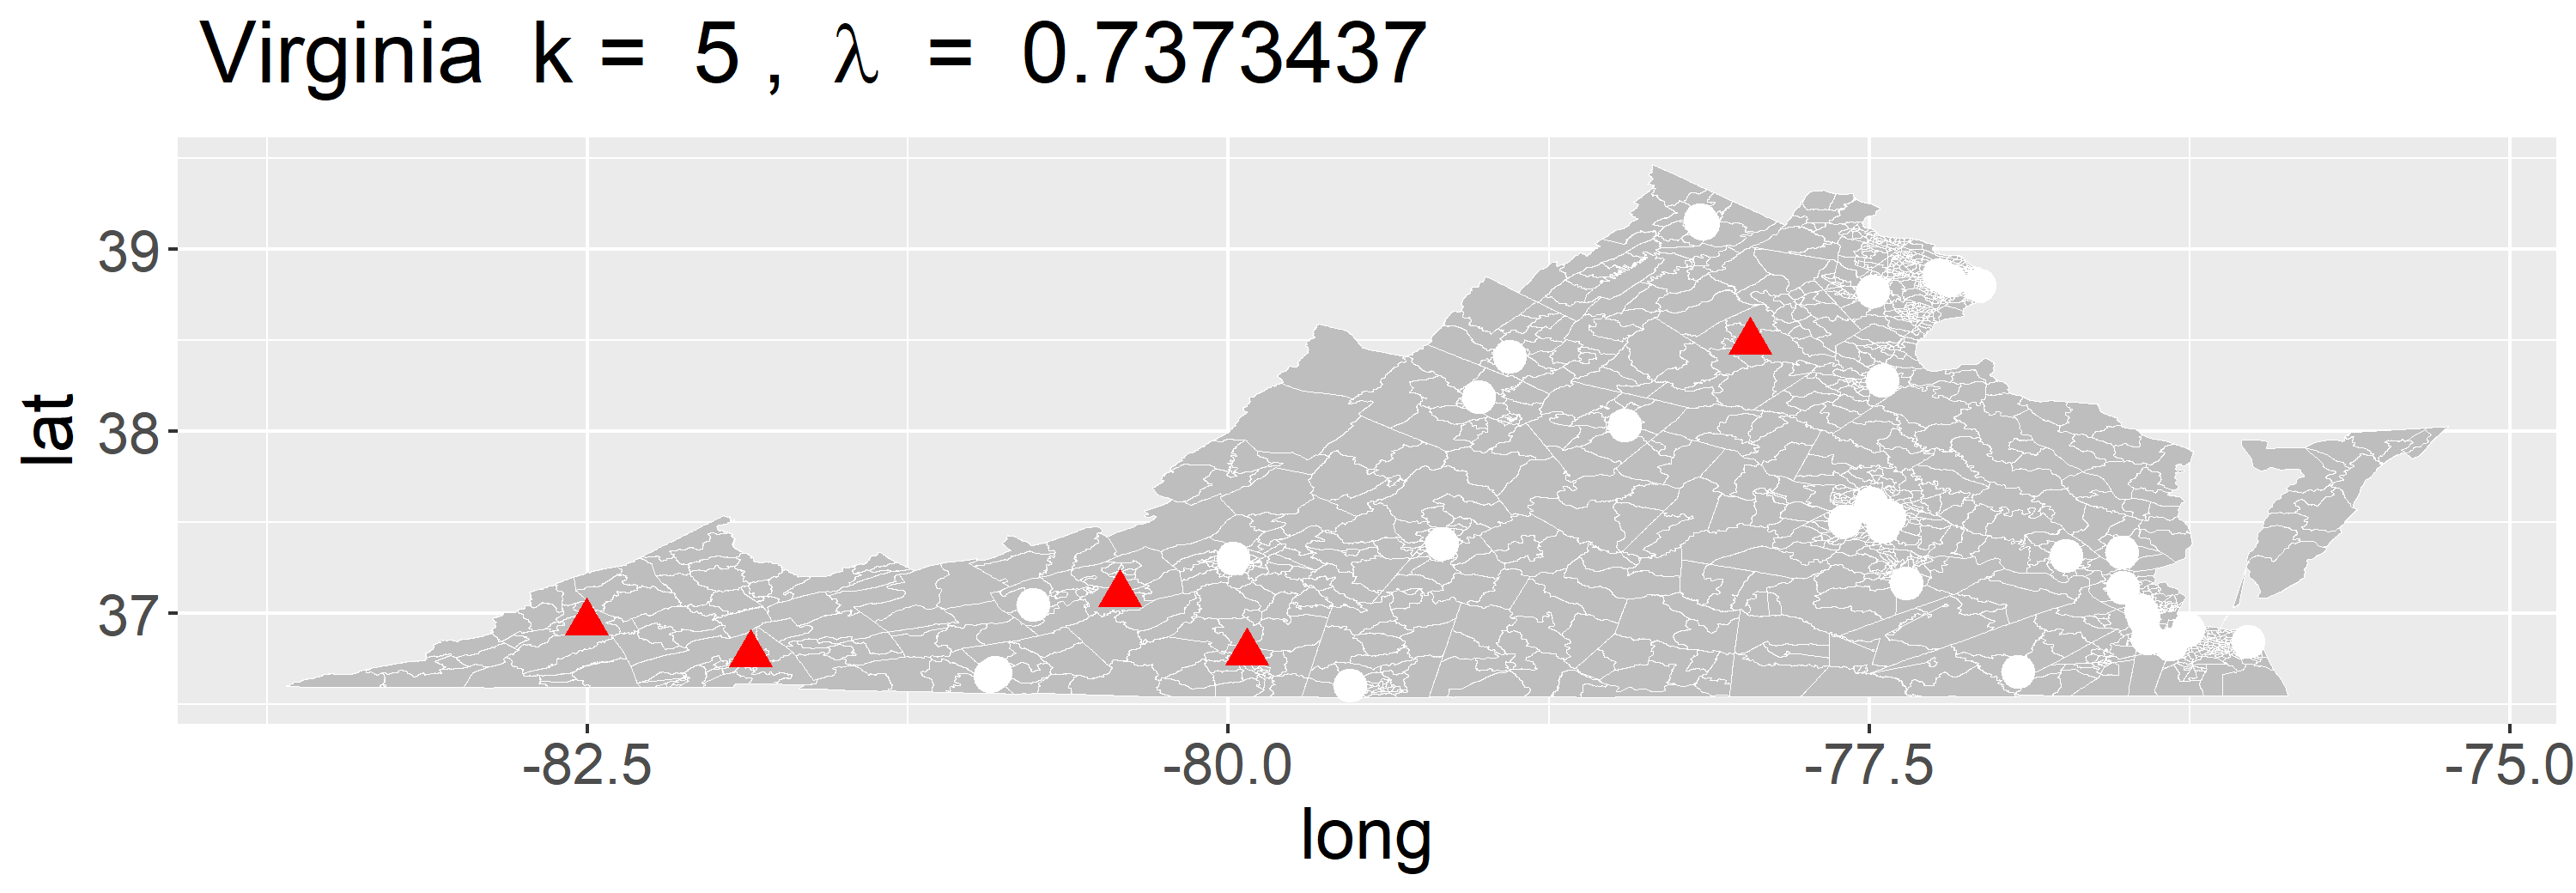 Virginia k = 5 , λ = 0.7373437
39
38
37
lat
-82.5 -80.0 -77.5 -75.0
long